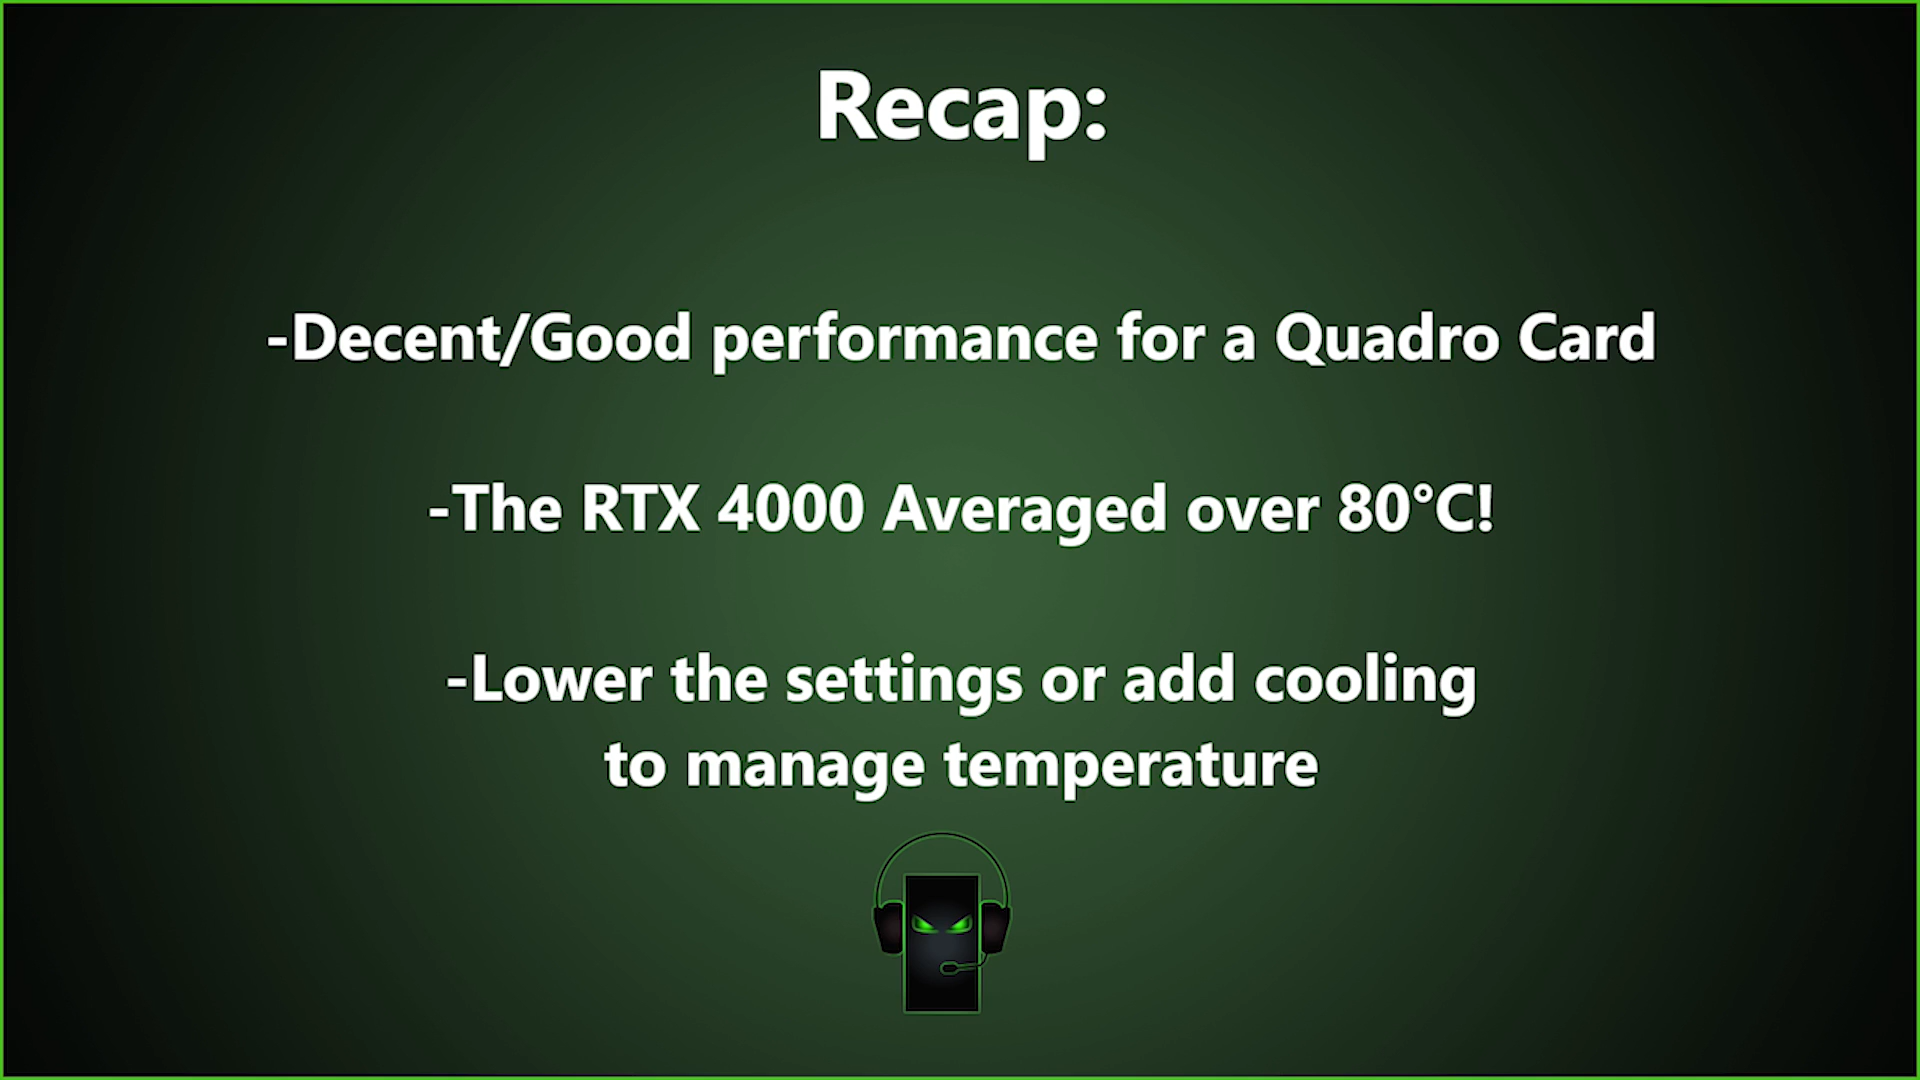 Recap:
-Decent/Good performance for a Quadro Card
-The RTX 4000 Averaged over 80°C!
-Lower the settings or add cooling
to manage temperature